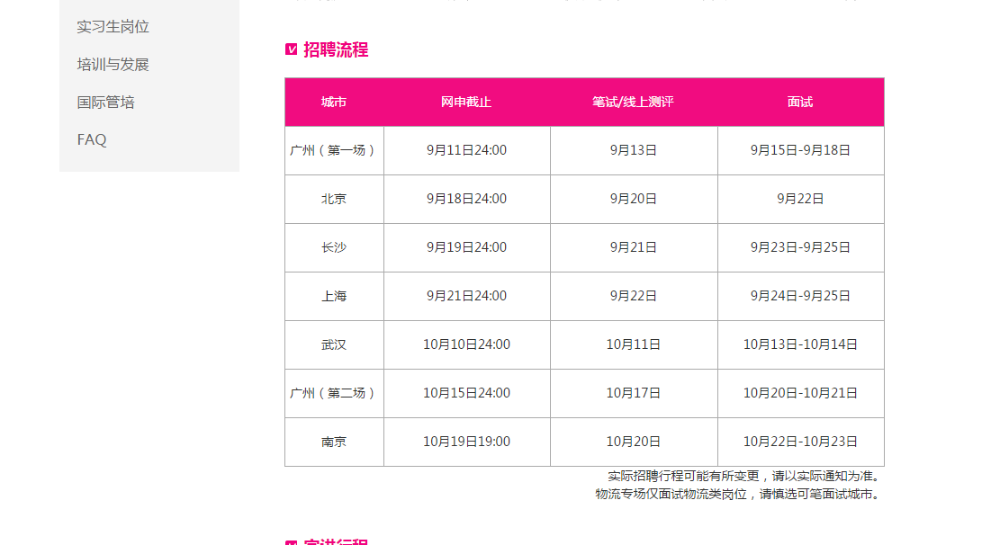 实习生岗位
培训与发展
国际管培
FAQ
招聘流程
城市 网申截止 笔试/线上测评 面试
广州（第一场） 9月11日24:00 9月13日 9月15日-9月18日
北京 9月18日24:00 9月20日 9月22日
长沙 9月19日24:00 9月21日 9月23日-9月25日
上海 9月21日24:00 9月22日 9月24日-9月25日
武汉 10月10日24:00 10月11日 10月13日-10月14日
广州（第二场） 10月15日24:00 10月17日 10月20日-10月21日
南京 10月19日19:00 10月20日 10月22日-10月23日
实际招聘行程可能有所变更，请以实际通知为准。
物流专场仅面试物流类岗位，请慎选可笔面试城市。
宣讲行程